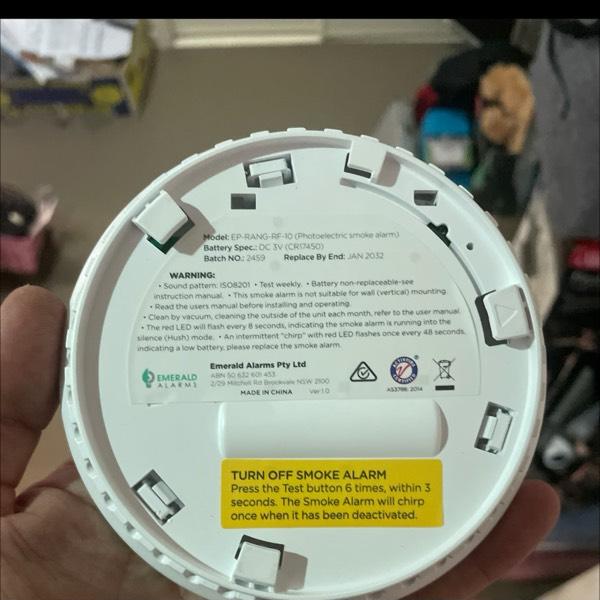 Model: EP-RANG-RF-10 (Photoelectric smoke alarm)
Battery Spec.: DC 3V (CR17450)
Batch NO.: 2459 Replace By End: JAN 2032
WARNING:
• Sound pattern: ISO8201 • Test weekly. • Battery non-replaceable-see
instruction manual. • This smoke alarm is not suitable for wall (vertical) mounting.
• Read the users manual before installing and operating.
• Clean by vacuum, cleaning the outside of the unit each month, refer to the user manual.
• The red LED will flash every 8 seconds, indicating the smoke alarm is running into the
silence (Hush) mode. • An intermittent "chirp" with red LED flashes once every 48 seconds,
indicating a low battery, please replace the smoke alarm.
EMERALD
ALARMS
Emerald Alarms Pty Ltd
ABN 50 632 601 453
2/29 Mitchell Rd Brookvale NSW 2100
MADE IN CHINA Ver1.0
AS3786: 2014
TURN OFF SMOKE ALARM
Press the Test button 6 times, within 3
seconds. The Smoke Alarm will chirp
once when it has been deactivated.